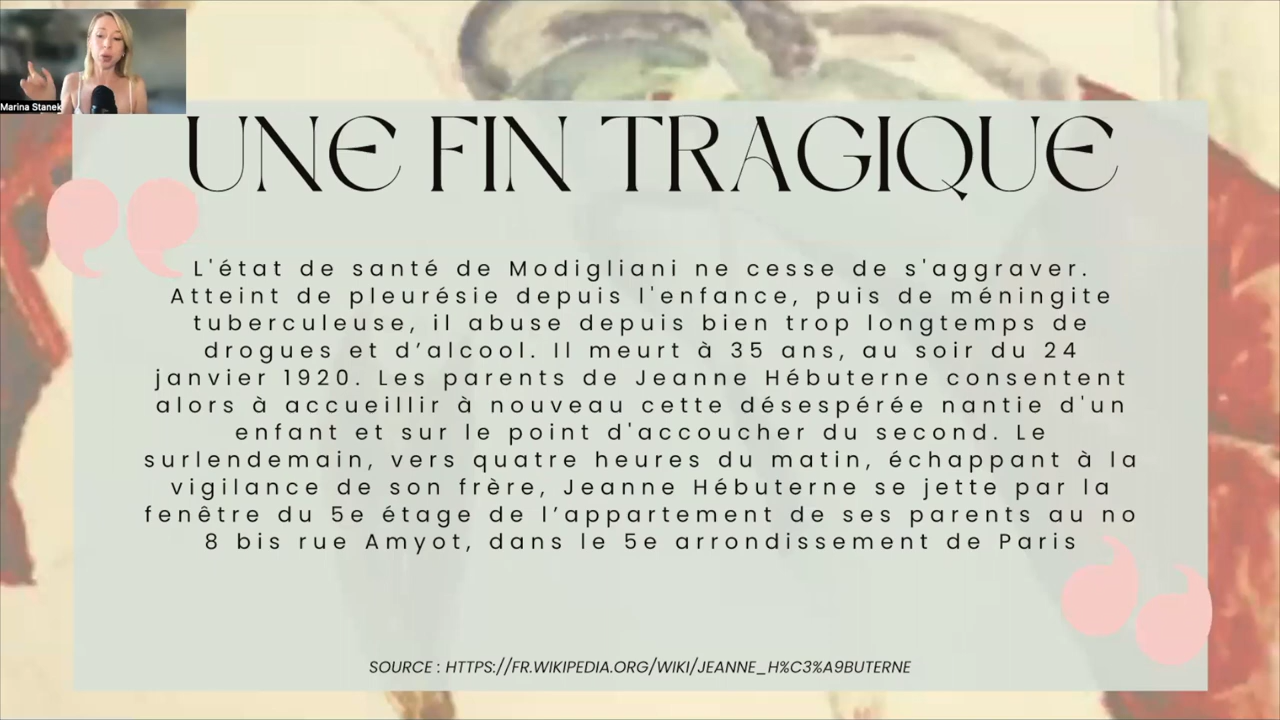 Marina Stanek
UNE FIN TRAGIQUE
L'état de santé de Modigliani ne cesse de s'aggraver.
Atteint de pleurésie depuis l'enfance, puis de méningite
tuberculeuse, il abuse depuis bien trop longtemps de
drogues et d’alcool. Il meurt à 35 ans, au soir du 24
janvier 1920. Les parents de Jeanne Hébuterne consentent
alors à accueillir à nouveau cette désespérée nantie d'un
enfant et sur le point d'accoucher du second. Le
surlendemain, vers quatre heures du matin, échappant à la
vigilance de son frère, Jeanne Hébuterne se jette par la
fenêtre du 5e étage de l’appartement de ses parents au no
8 bis rue Amyot, dans le 5e arrondissement de Paris
SOURCE : HTTPS://FR.WIKIPEDIA.ORG/WIKI/JEANNE_H%C3%A9BUTERNE